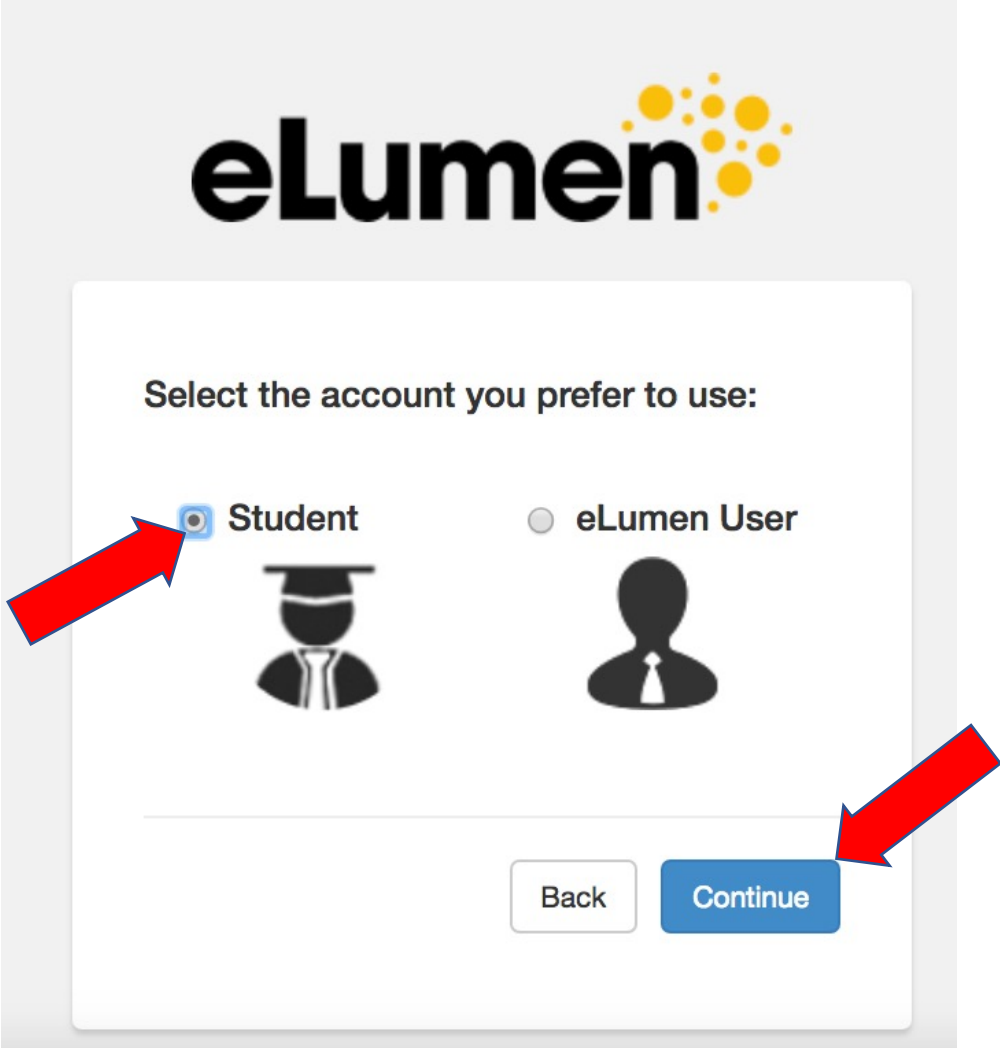 eLumen
Select the account you prefer to use:
Student eLumen User
Back Continue